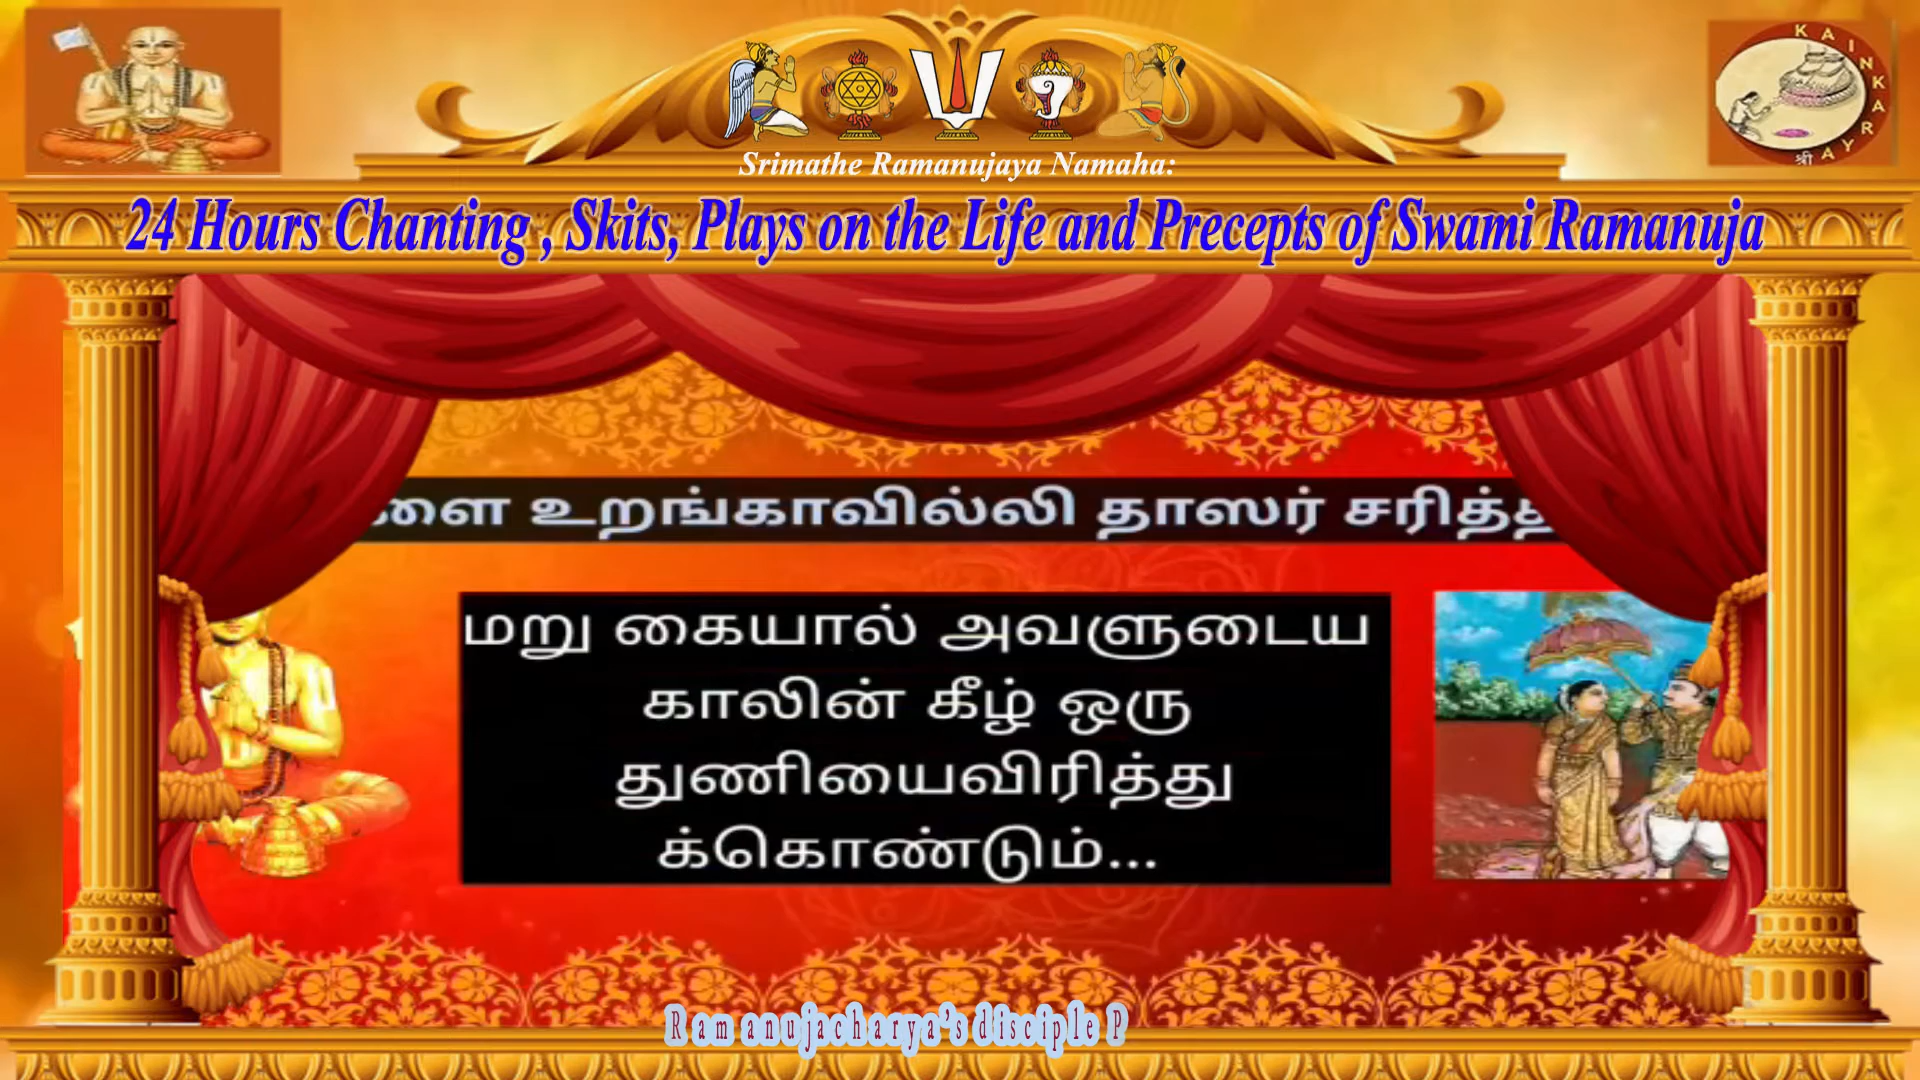 KAINKARYA
श्री
Srimathe Ramanujaya Namaha:
24 Hours Chanting , Skits, Plays on the Life and Precepts of Swami Ramanuja
உறங்காவில்லி தாஸர்
மறு கையால் அவளுடைய
காலின் கீழ் ஒரு
துணியைவிரித்து
க்கொண்டும்...
Ramanujacharya's disciple P